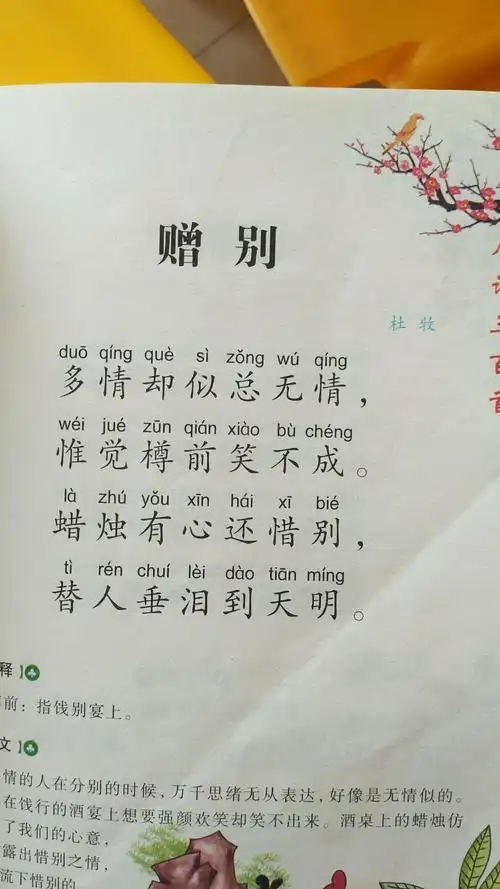 赠别
杜牧
duō qíng què sì zǒng wú qíng
多情却似总无情，
wéi jué zūn qián xiào bù chéng
惟觉樽前笑不成。
là zhú yǒu xīn hái xī bié
蜡烛有心还惜别，
tì rén chuí lèi dào tiān míng
替人垂泪到天明。
释】
前：指饯别宴上。
文】
情的人在分别的时候，万千思绪无从表达，好像是无情似的。
在饯行的酒宴上想要强颜欢笑却笑不出来。酒桌上的蜡烛仿
了我们的心意，
露出惜别之情，
流下惜别的
诗
三
百
首